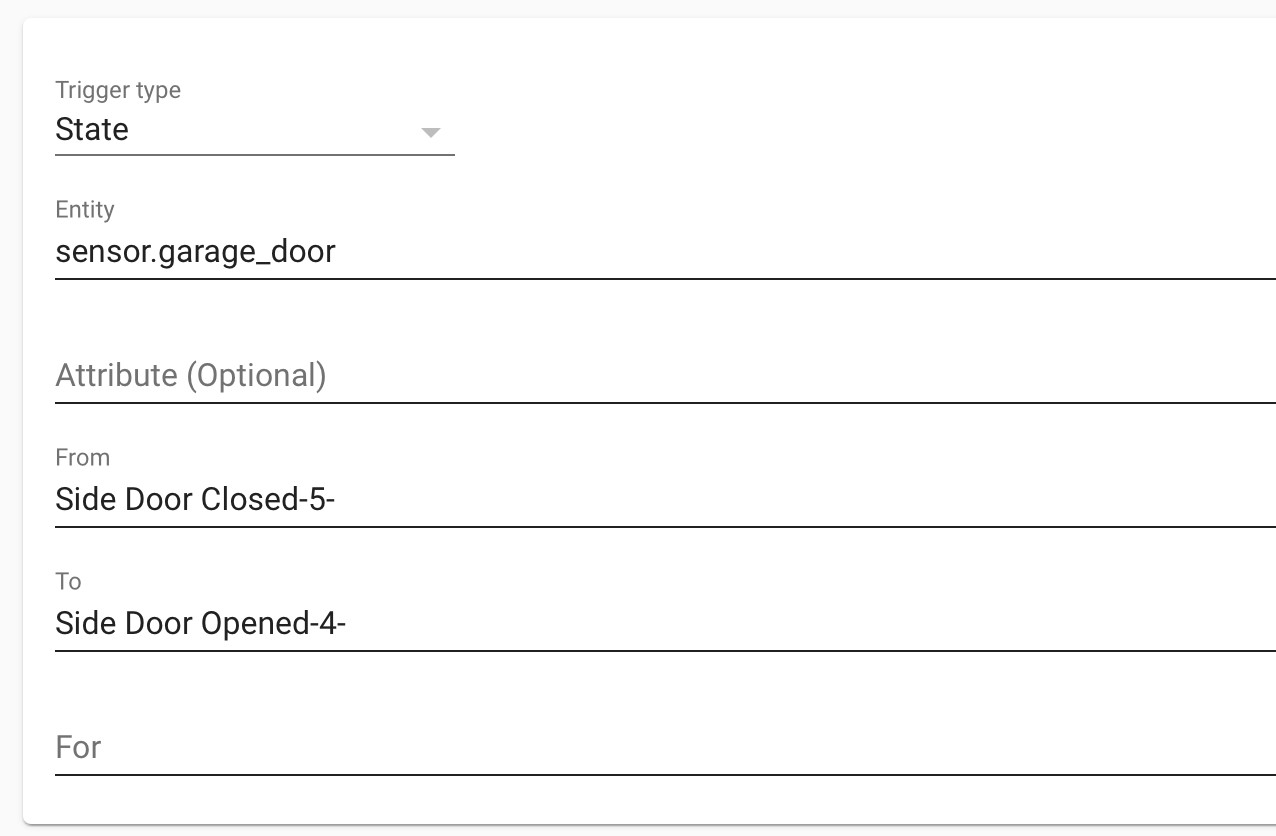 Trigger type
State
Entity
sensor.garage_door
Attribute (Optional)
From
Side Door Closed-5-
To
Side Door Opened-4-
For